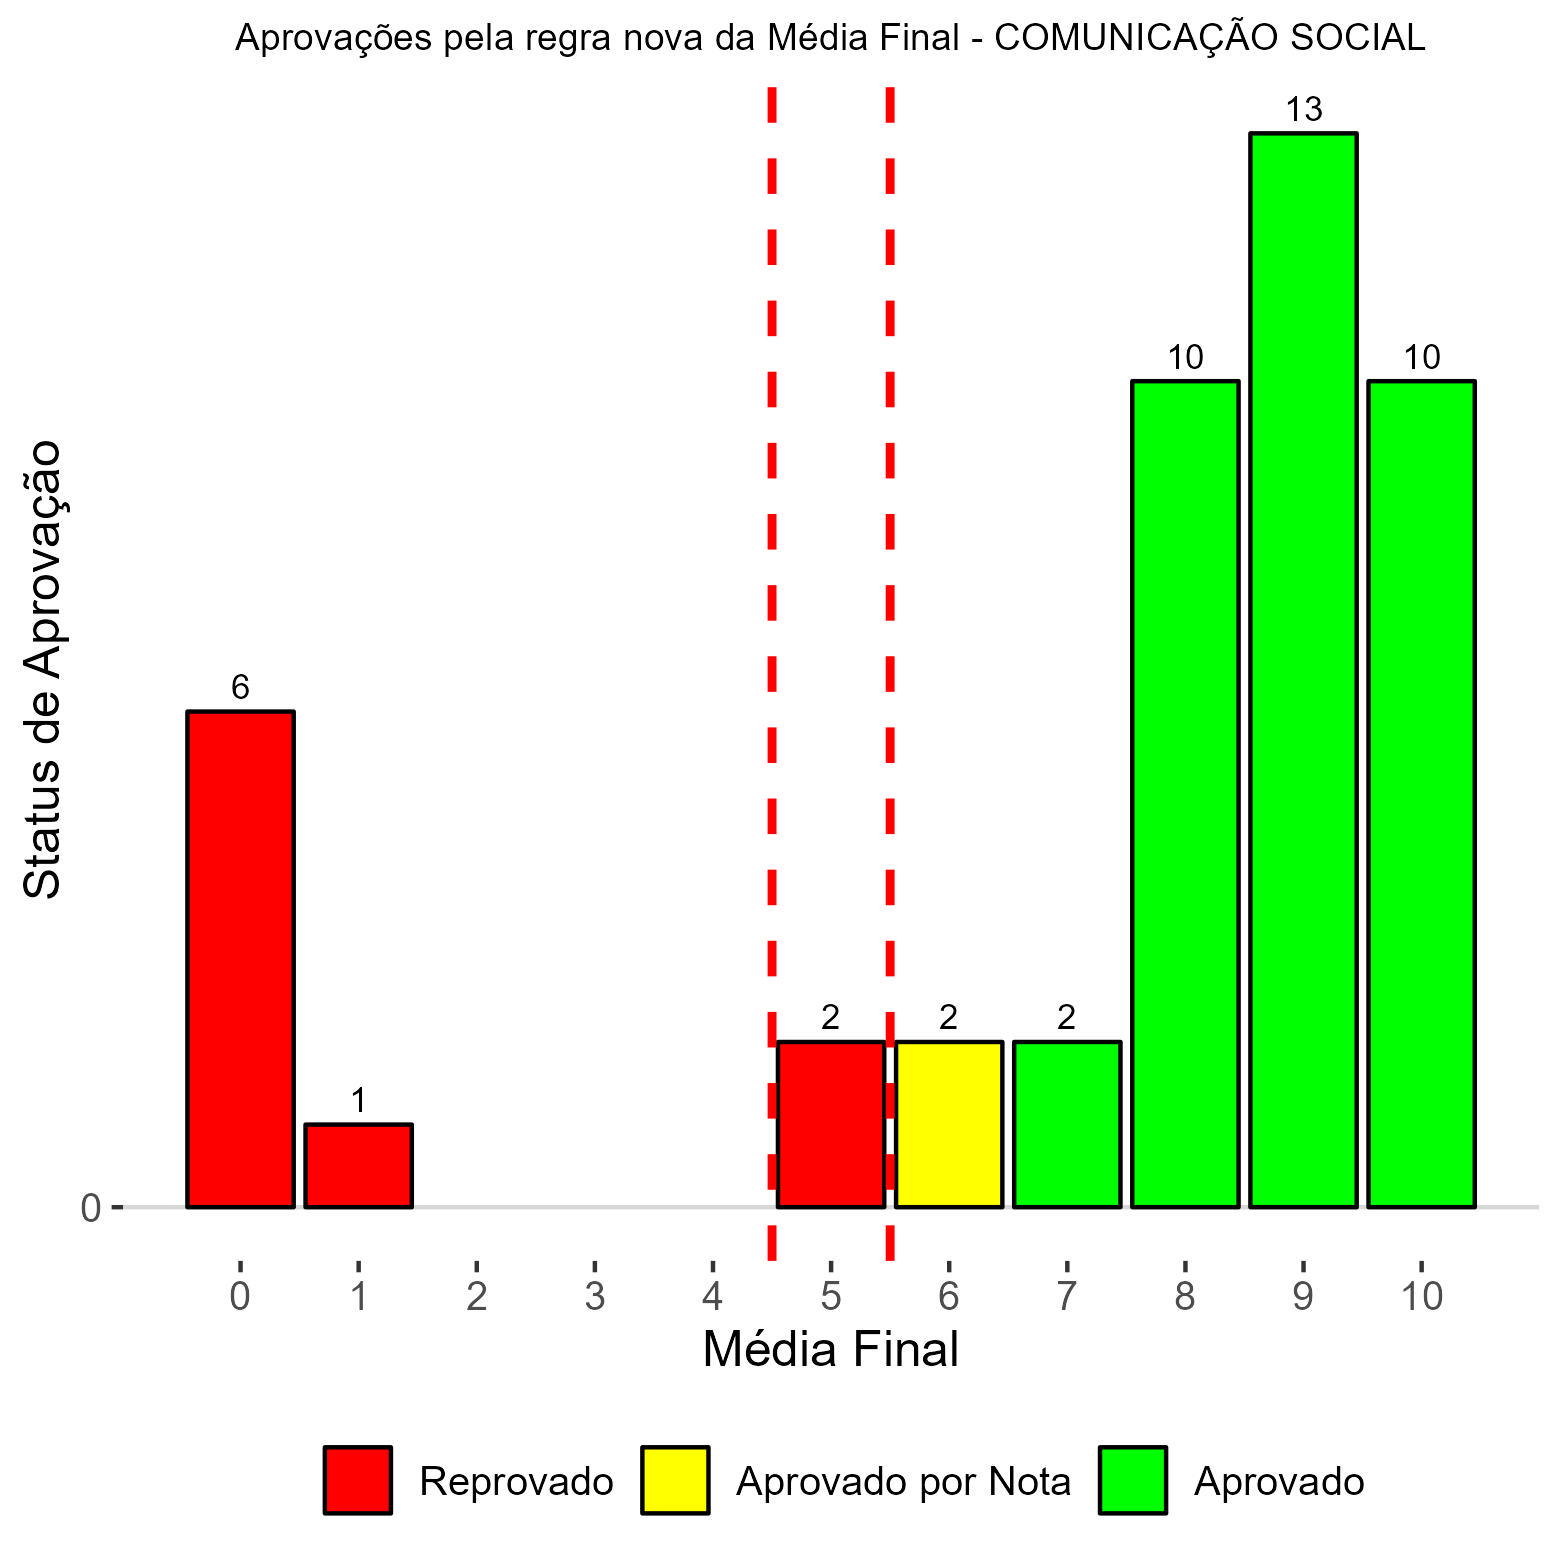 Aprovações pela regra nova da Média Final - COMUNICAÇÃO SOCIAL
13
10
10
6
2
2
2
1
Status de Aprovação
0
0 1 2 3 4 5 6 7 8 9 10
Média Final
Reprovado
Aprovado por Nota
Aprovado